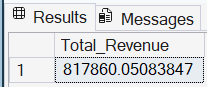 Results Messages
Total_Revenue
1 817860.05083847